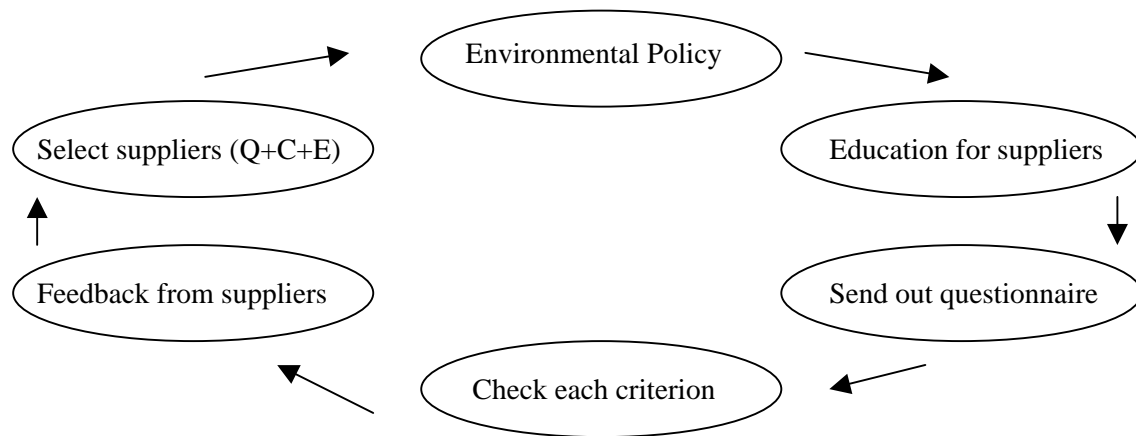 Environmental Policy
Select suppliers (Q+C+E)
Education for suppliers
Feedback from suppliers
Send out questionnaire
Check each criterion